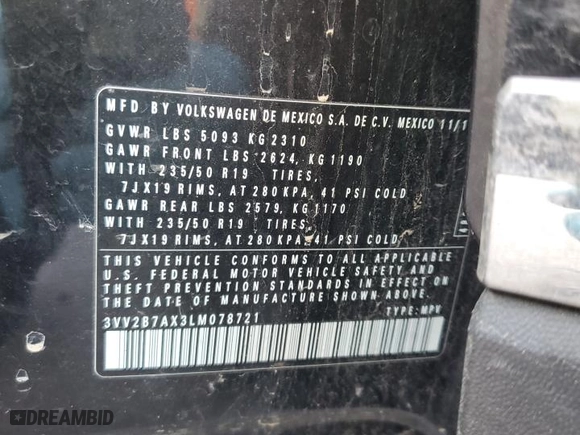 MFD. BY VOLKSWAGEN DE MEXICO S.A. DE C.V. MEXICO 11/1
GVWR LBS 5093 KG 2310
GAWR FRONT LBS 2624, KG 1190
WITH 235/50 R19 TIRES,
7JX19 RIMS, AT 280 KPA, 41 PSI COLD
GAWR REAR LBS 2579, KG 1170
WITH 235/50 R19 TIRES,
7JX19 RIMS, AT 280 KPA, 41 PSI COLD
THIS VEHICLE CONFORMS TO ALL APPLICABLE
U.S. FEDERAL MOTOR VEHICLE SAFETY AND
THEFT PREVENTION STANDARDS IN EFFECT ON
THE DATE OF MANUFACTURE SHOWN ABOVE.
3VV2B7AX3LM078721
TYPE: MPV
DREAMBID